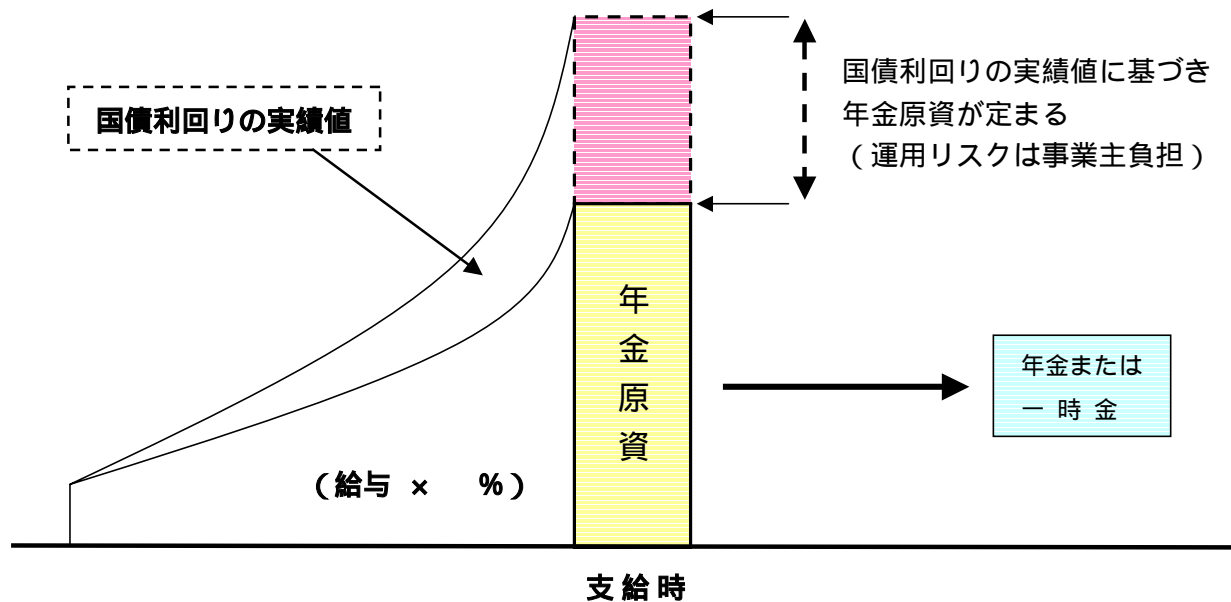 国債利回りの実績値
国債利回りの実績値に基づき
年金原資が定まる
(運用リスクは事業主負担)
年金原資
年金または
一 時 金
(給与 × %)
支給時